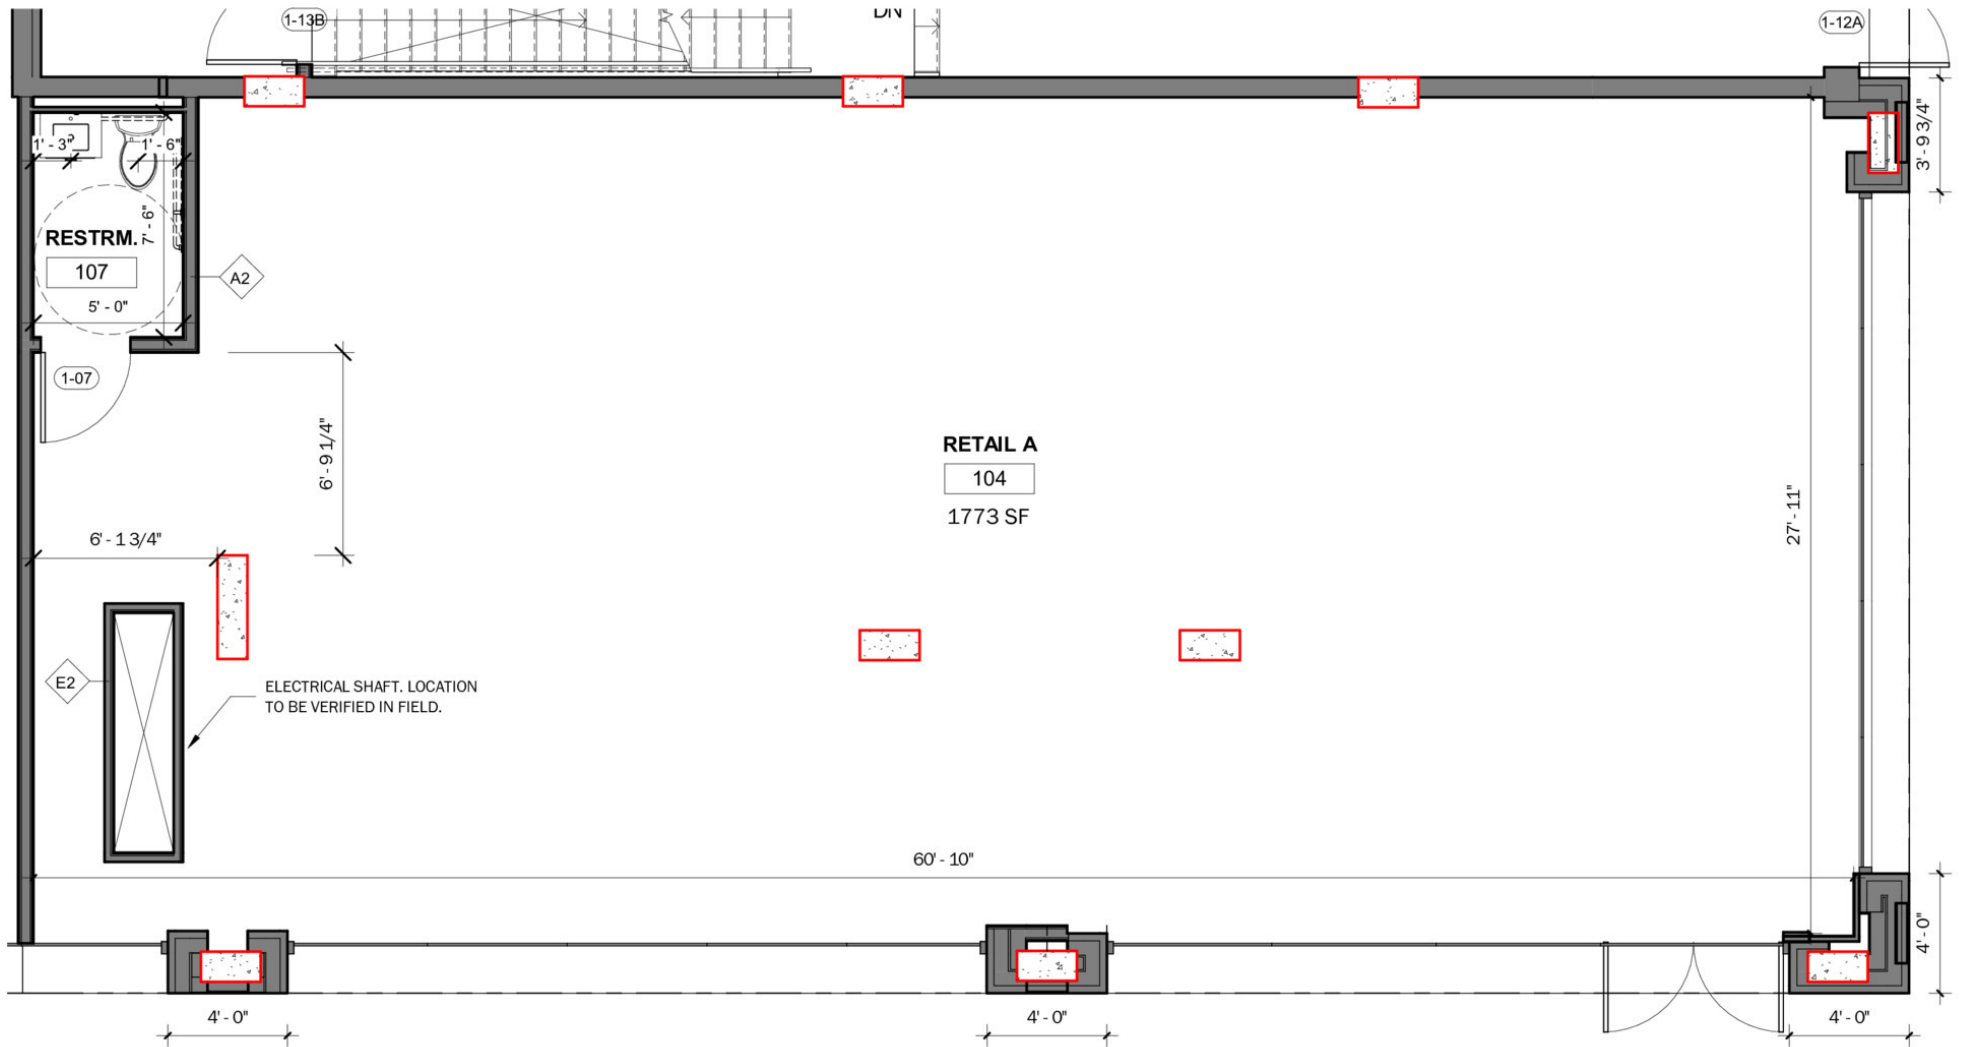 1-13B
DN
1-12A
3' - 9 3/4"
1' - 3"
1' - 6"
7' - 6"
RESTRM.
107
A2
5' - 0"
1-07
6' - 9 1/4"
RETAIL A
104
1773 SF
27' - 11"
6' - 1 3/4"
E2
ELECTRICAL SHAFT. LOCATION
TO BE VERIFIED IN FIELD.
60' - 10"
4' - 0"
4' - 0"
4' - 0"
4' - 0"